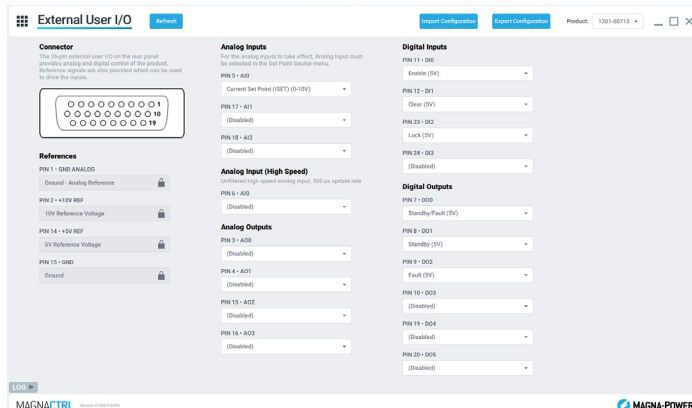 External User I/O
Refresh
Import Configuration
Export Configuration
Product:
1201-00713
Connector
The 26-pin external user I/O on the rear panel
provides analog and digital control of the product.
Reference signals are also provided which can be used
to drive the inputs.
1
10
19
References
PIN 1 • GND ANALOG
Ground - Analog Reference
PIN 2 • +10V REF
10V Reference Voltage
PIN 14 • +5V REF
5V Reference Voltage
PIN 15 • GND
Ground
Analog Inputs
For the analog inputs to take effect, Analog Input must
be selected in the Set Point Source menu.
PIN 5 • AI0
Current Set Point (ISET) (0-10V)
PIN 17 • AI1
(Disabled)
PIN 18 • AI2
(Disabled)
Analog Input (High Speed)
Unfiltered high speed analog input, 300 µs update rate
PIN 6 • AI0
(Disabled)
Analog Outputs
PIN 3 • AO0
(Disabled)
PIN 4 • AO1
(Disabled)
PIN 15 • AO2
(Disabled)
PIN 16 • AO3
(Disabled)
Digital Inputs
PIN 11 • DI0
Enable (5V)
PIN 12 • DI1
Clear (5V)
PIN 23 • DI2
Lock (5V)
PIN 24 • DI3
(Disabled)
Digital Outputs
PIN 7 • DO0
Standby/Fault (5V)
PIN 8 • DO1
Standby (5V)
PIN 9 • DO2
Fault (5V)
PIN 10 • DO3
(Disabled)
PIN 19 • DO4
(Disabled)
PIN 20 • DO5
(Disabled)
LOG
MAGNACTRL
MAGNA-POWER